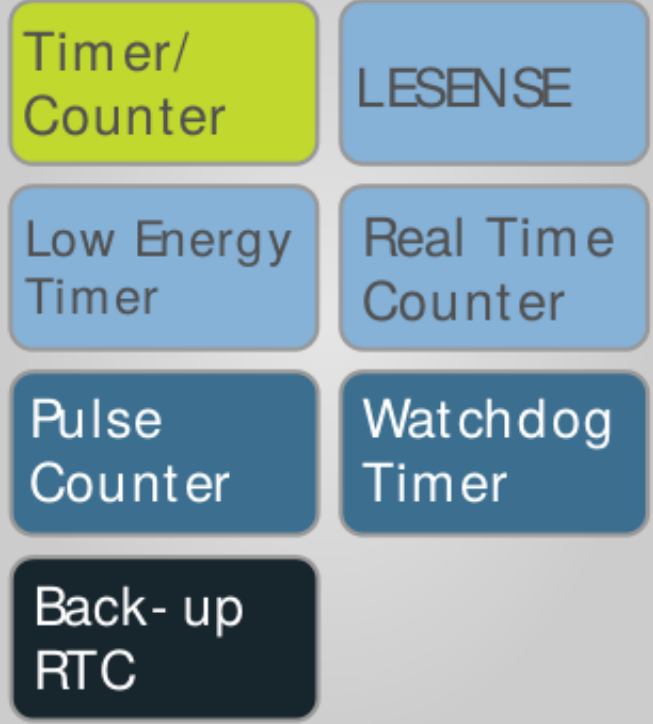 Timer/
Counter
LESENSE
Low Energy
Timer
Real Time
Counter
Pulse
Counter
Watchdog
Timer
Back-up
RTC